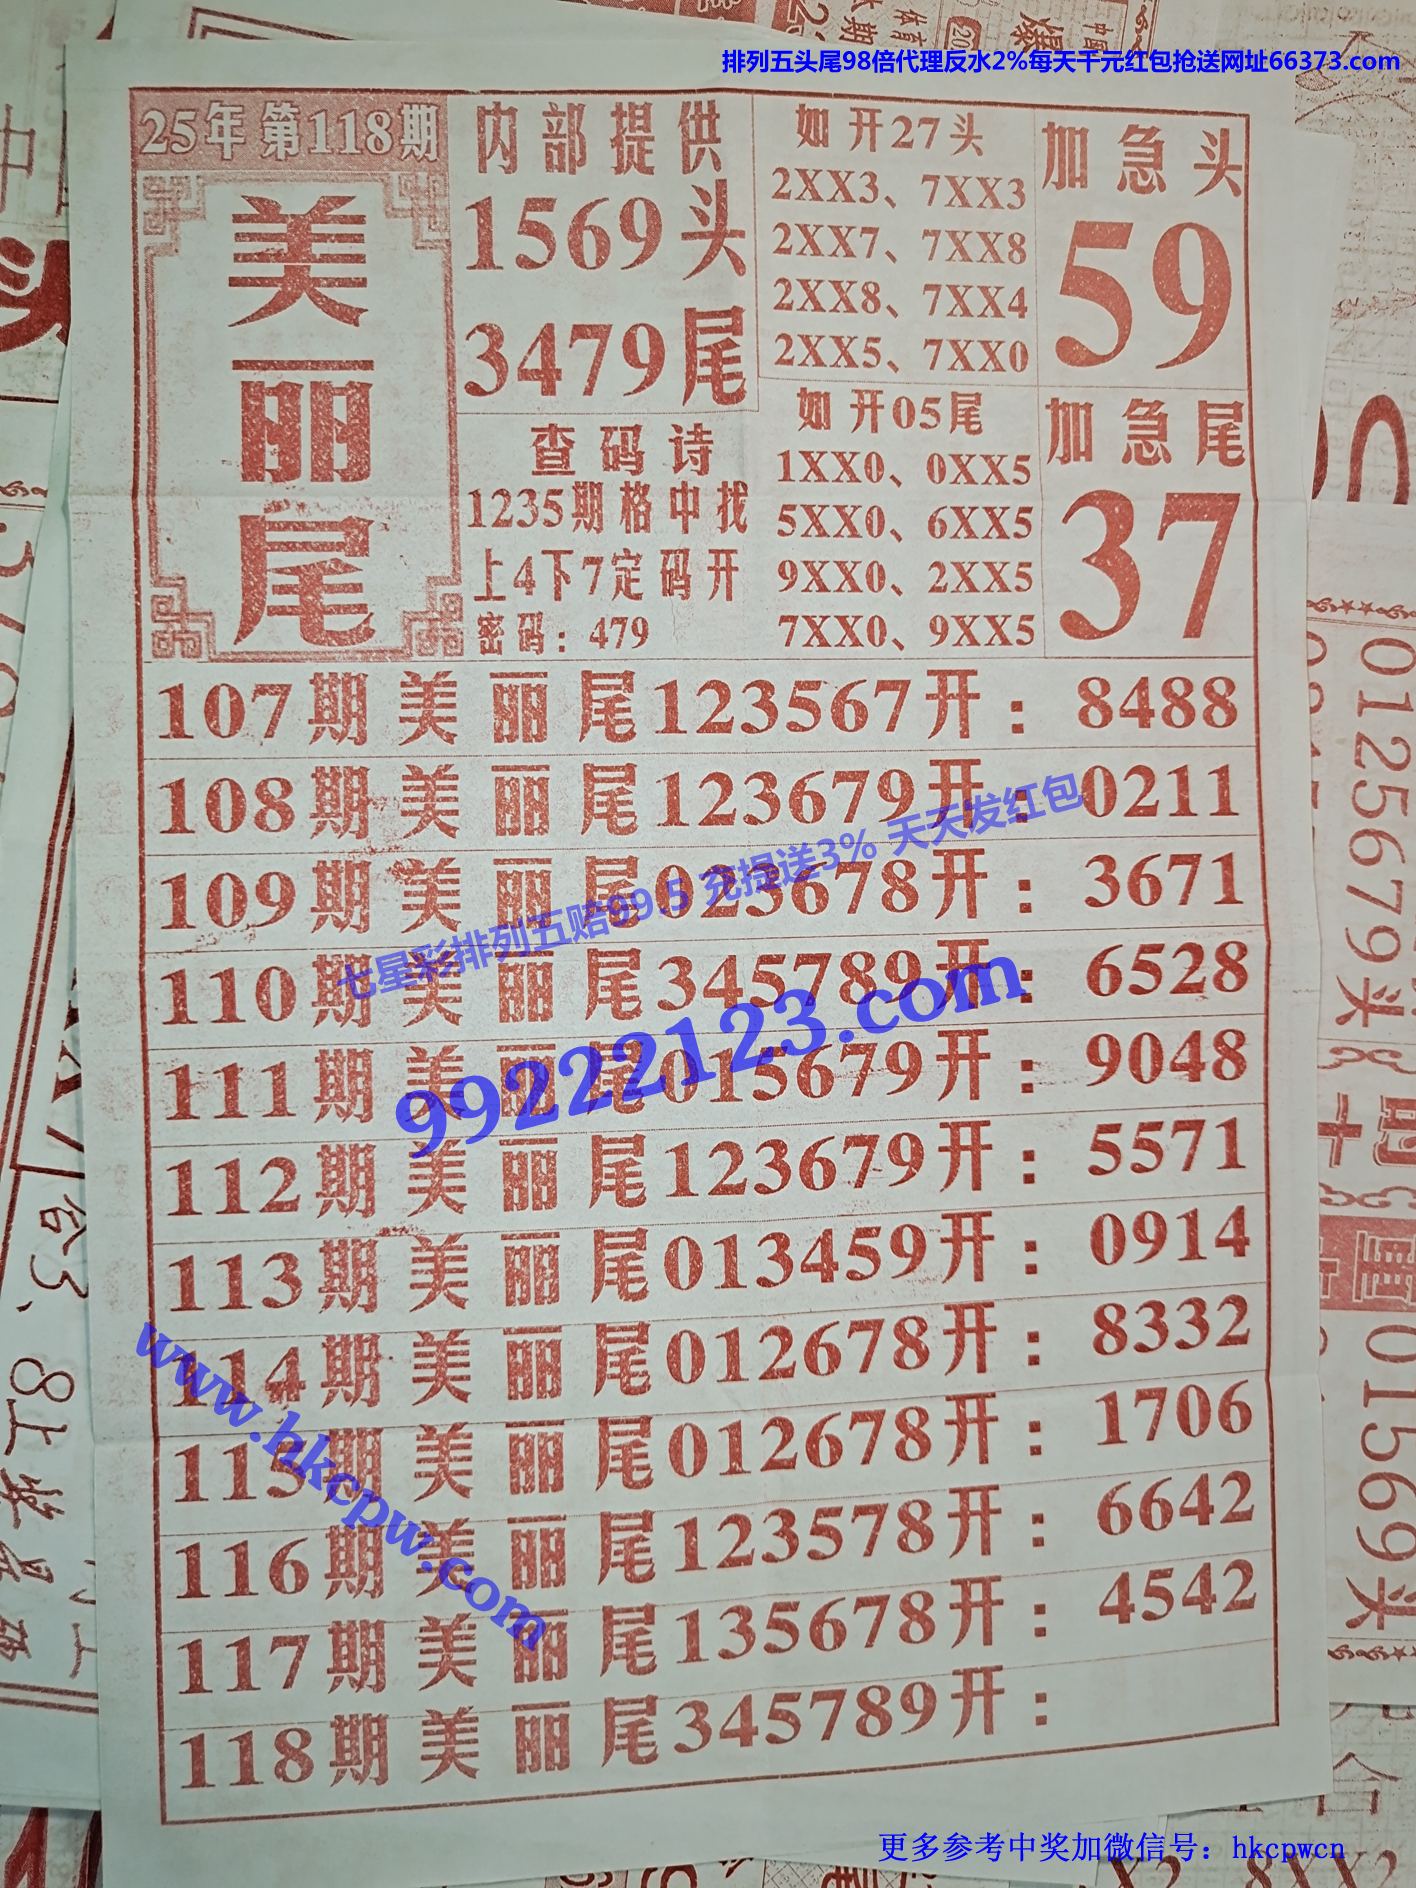 排列五头尾98倍代理反水2%每天千元红包抢送网址66373.com
25年第118期
美丽尾
内部提供
1569头
3479尾
查码诗
1235期格中找
上4下7定码开
密码：479
如开27头
2XX3、7XX3
2XX7、7XX8
2XX8、7XX4
2XX5、7XX0
如开05尾
1XX0、0XX5
5XX0、6XX5
9XX0、2XX5
7XX0、9XX5
加急头
59
加急尾
37
107期美丽尾123567开：8488
108期美丽尾123679开：0211
109期美丽尾023678开：3671
110期美丽尾345789开：6528
111期美丽尾015679开：9048
112期美丽尾123679开：5571
113期美丽尾013459开：0914
114期美丽尾012678开：8332
115期美丽尾012678开：1706
116期美丽尾123578开：6642
117期美丽尾135678开：4542
118期美丽尾345789开：
七星彩排列五赔99.5 充提送3% 天天发红包
99222123.com
www.hkcpw.com
0125679头
01569头
更多参考中奖加微信号：hkcpwcn